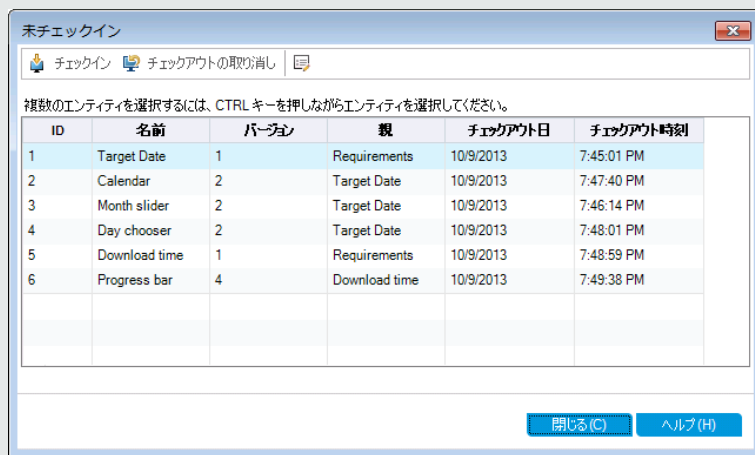 未チェックイン
チェックイン チェックアウトの取り消し
複数のエンティティを選択するには、CTRL キーを押しながらエンティティを選択してください。
ID 名前 バージョン 親 チェックアウト日 チェックアウト時刻
1 Target Date 1 Requirements 10/9/2013 7:45:01 PM
2 Calendar 2 Target Date 10/9/2013 7:47:40 PM
3 Month slider 2 Target Date 10/9/2013 7:46:14 PM
4 Day chooser 2 Target Date 10/9/2013 7:48:01 PM
5 Download time 1 Requirements 10/9/2013 7:48:59 PM
6 Progress bar 4 Download time 10/9/2013 7:49:38 PM
閉じる(C) ヘルプ(H)